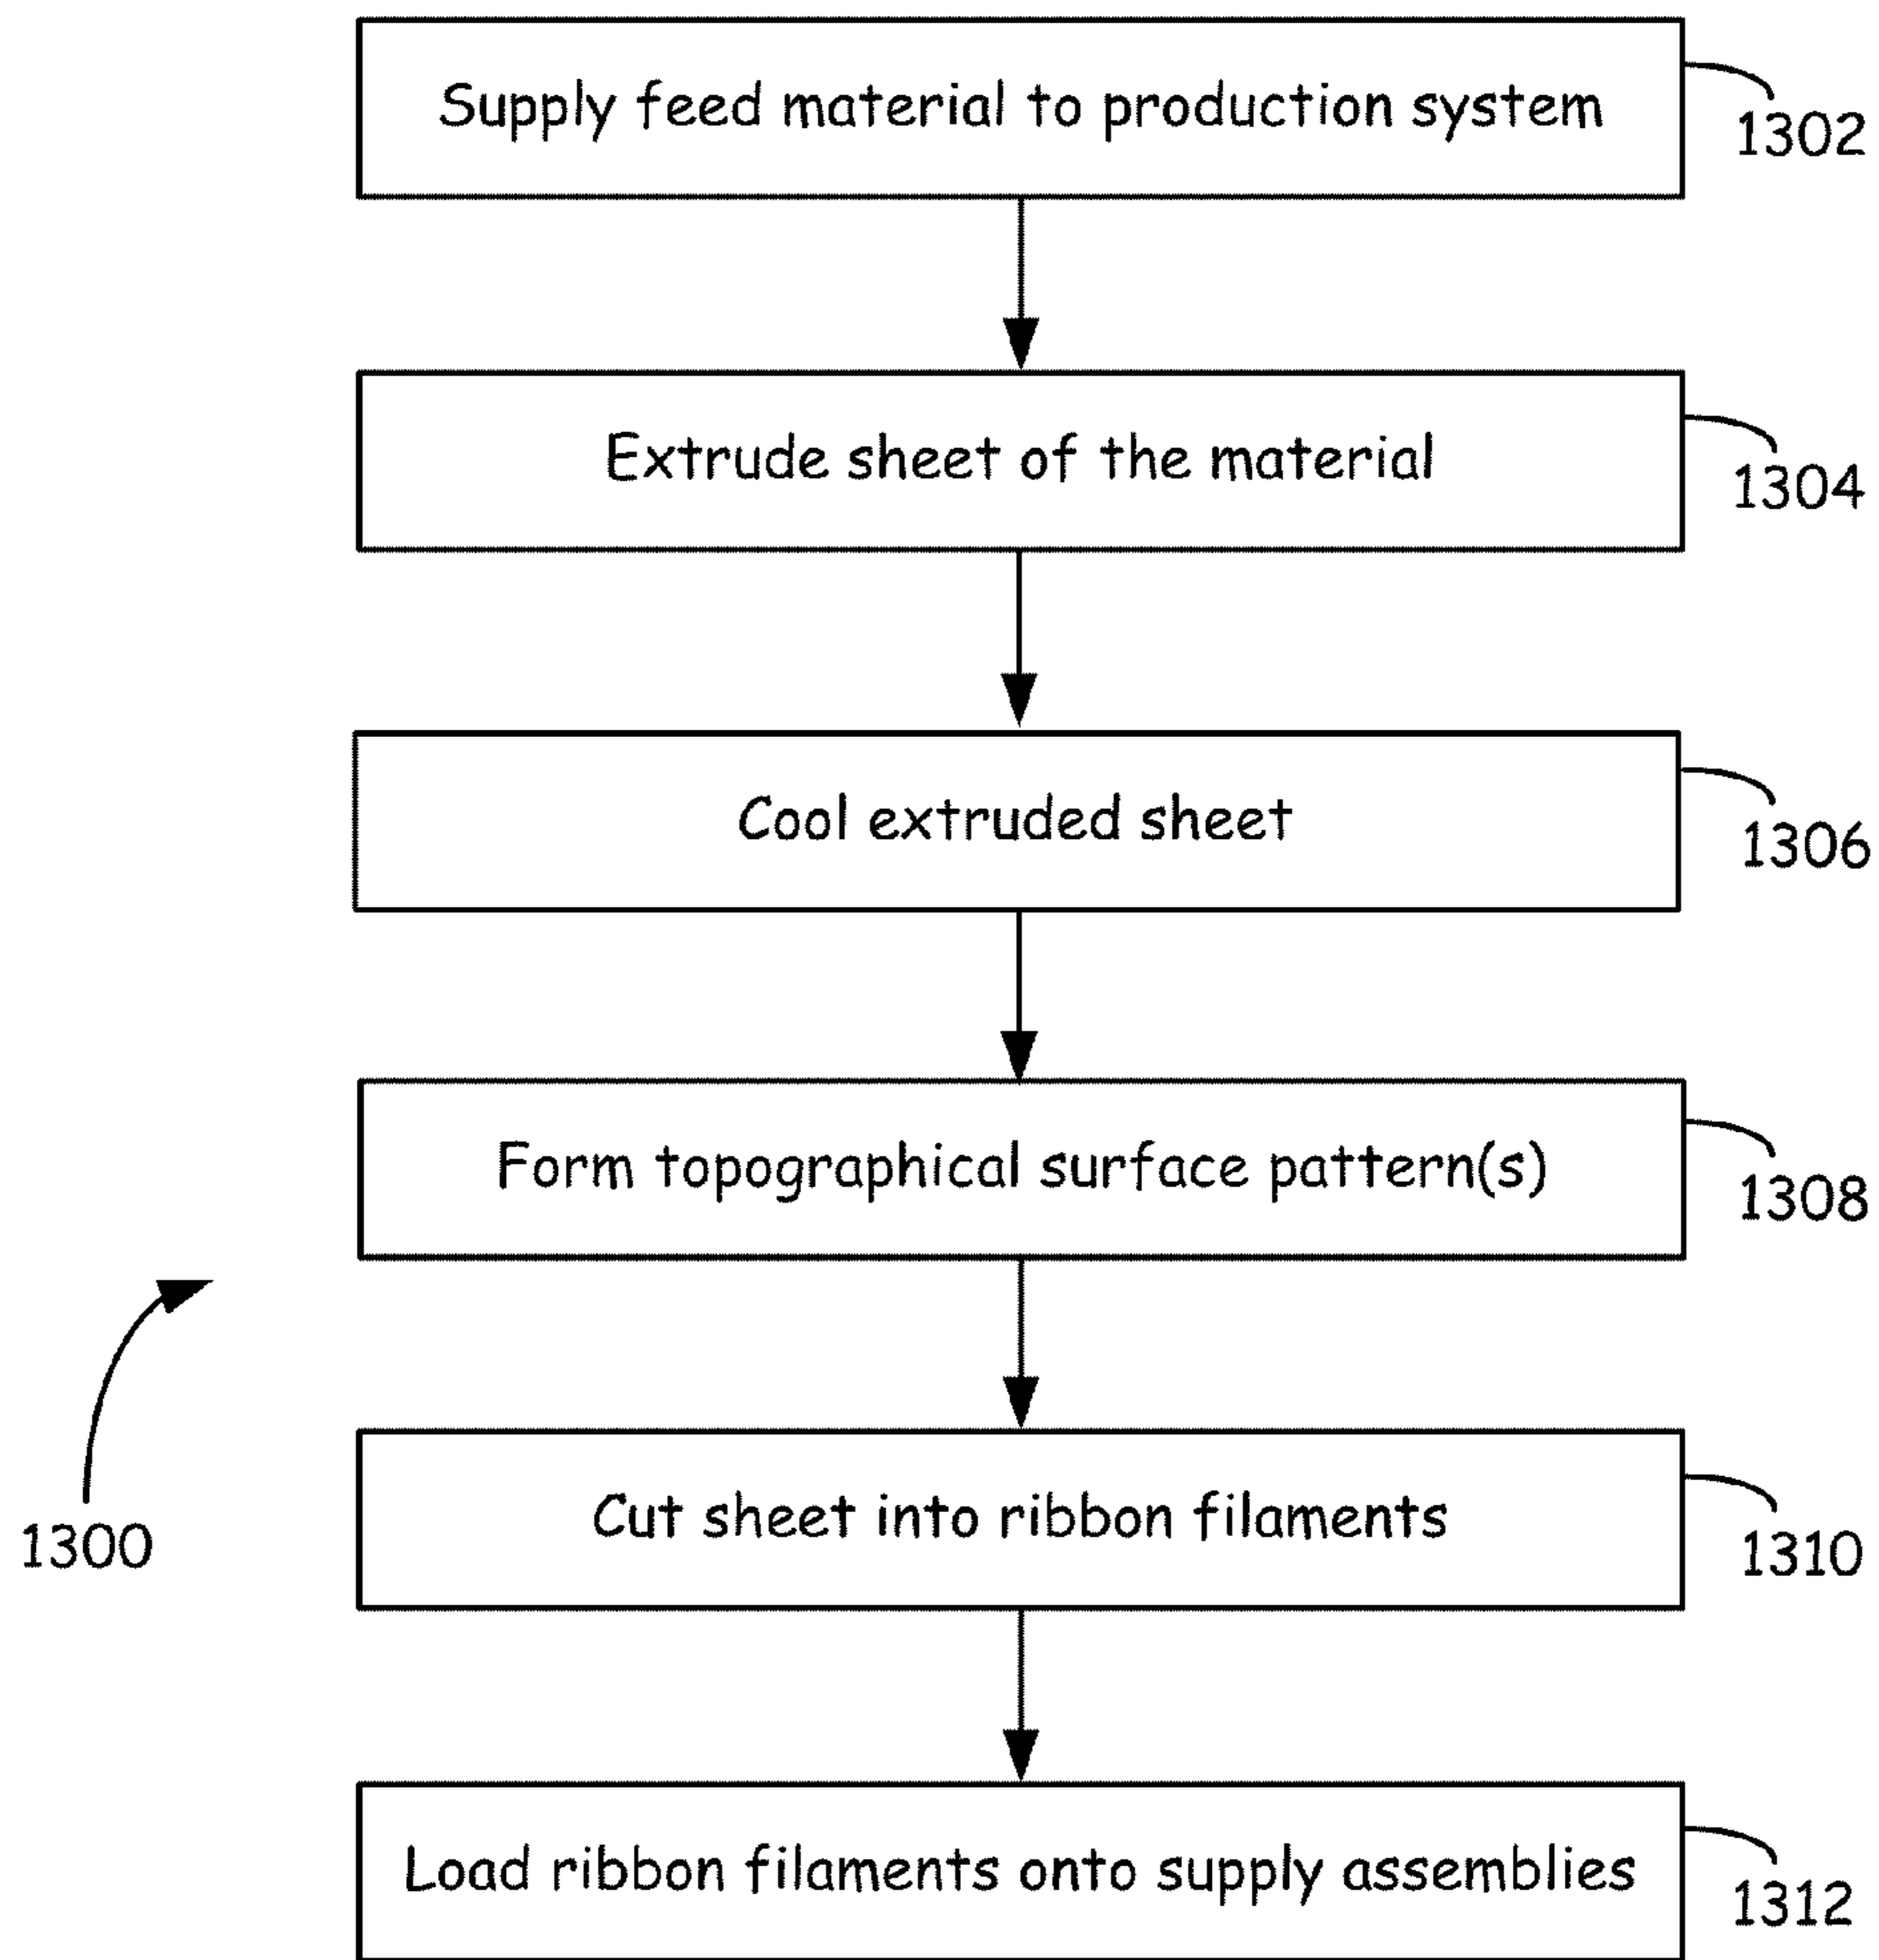 Supply feed material to production system
1302
Extrude sheet of the material
1304
Cool extruded sheet
1306
Form topographical surface pattern(s)
1308
Cut sheet into ribbon filaments
1310
1300
Load ribbon filaments onto supply assemblies
1312